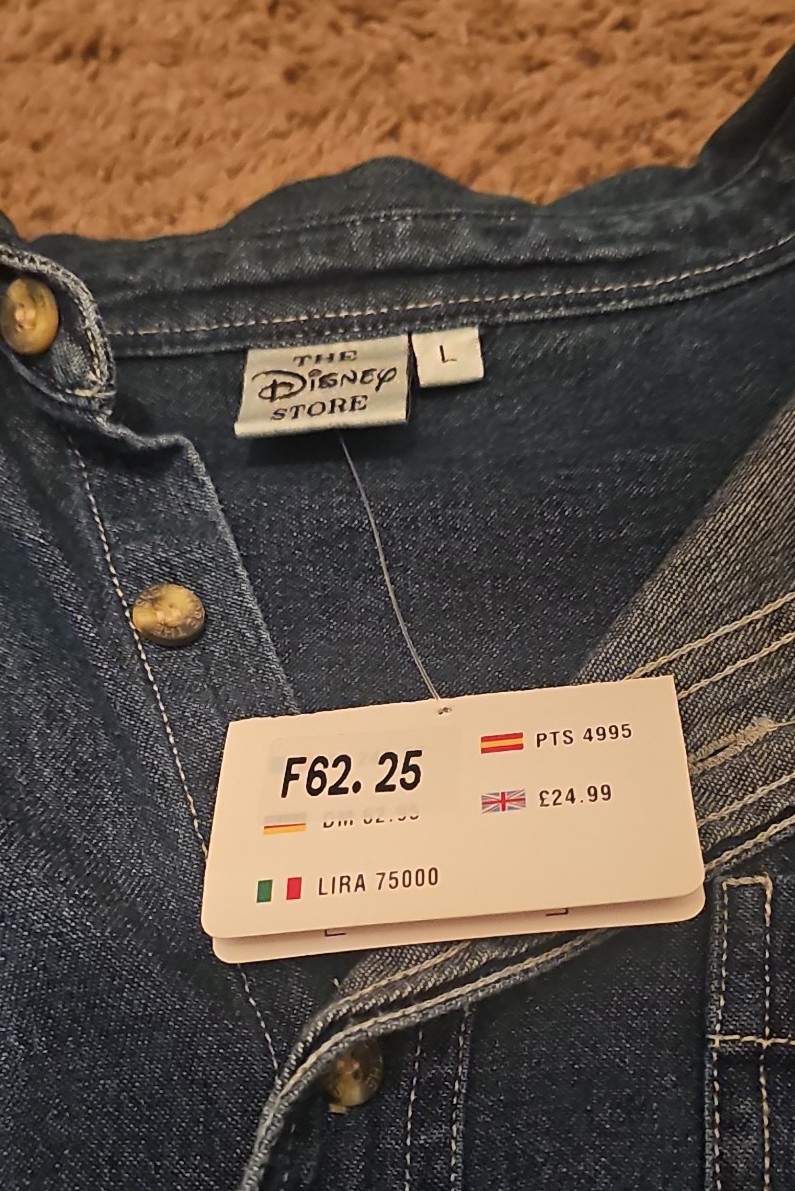 THE
Disney
STORE
L
F62.25
PTS 4995
£24.99
LIRA 75000